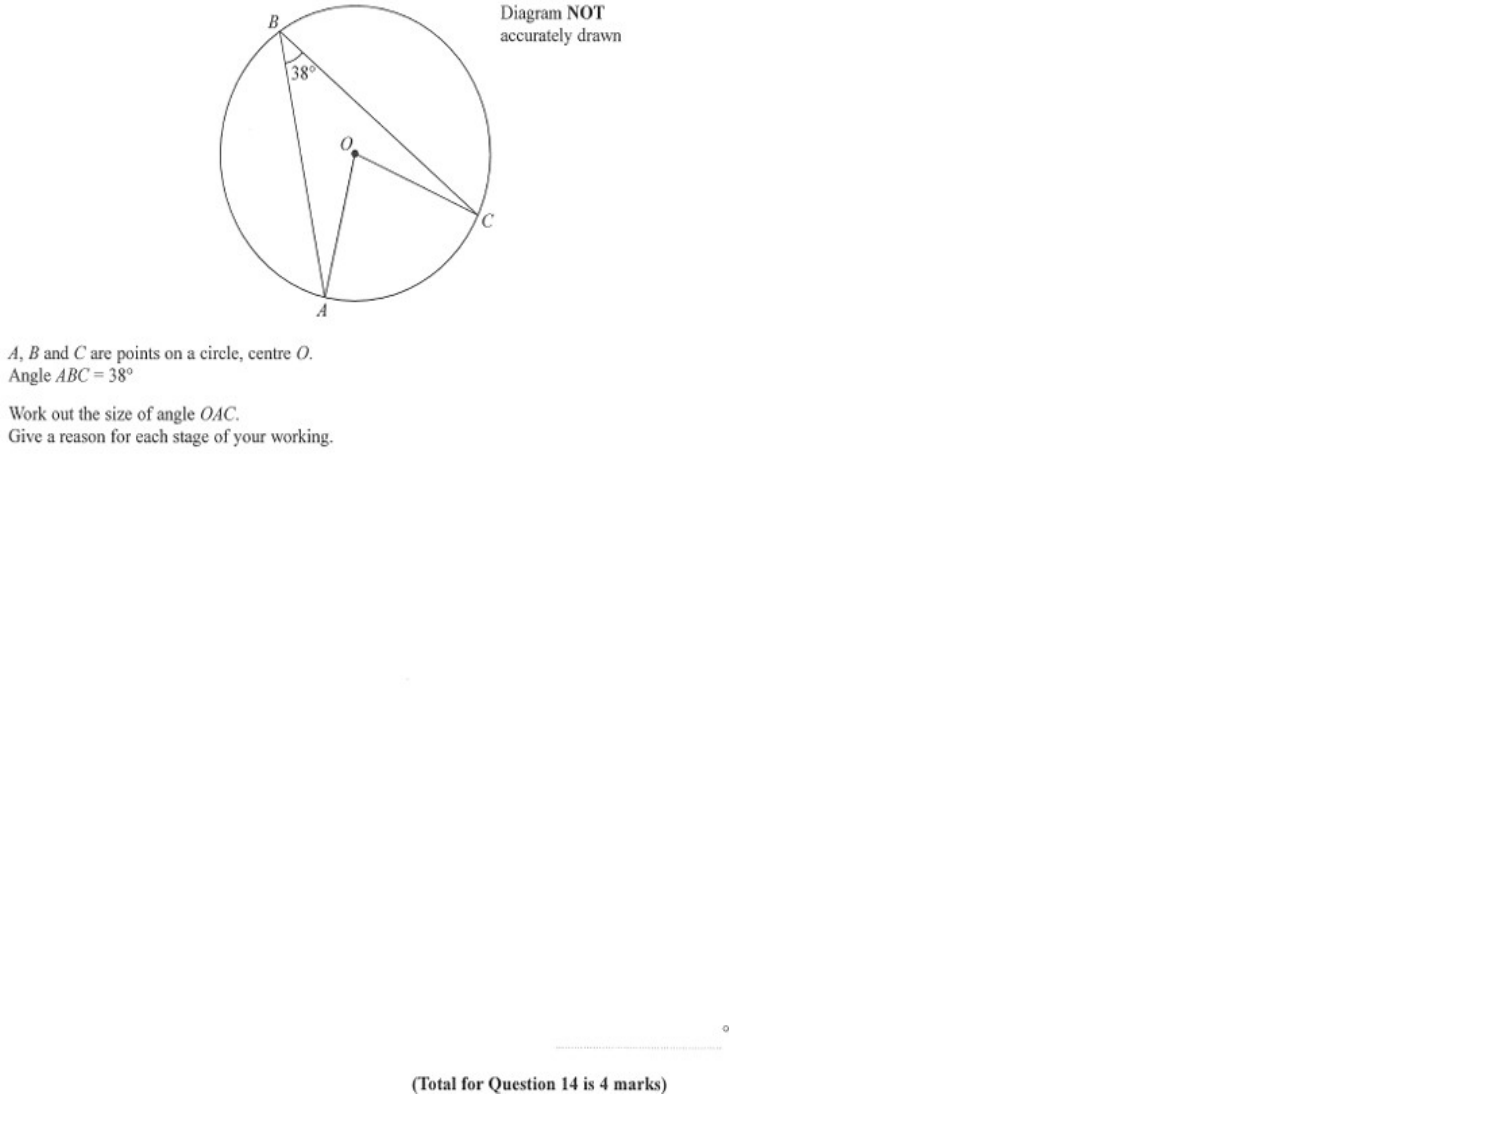 B
Diagram NOT
accurately drawn
38°
O
C
A
A, B and C are points on a circle, centre O.
Angle ABC = 38°
Work out the size of angle OAC.
Give a reason for each stage of your working.
°
(Total for Question 14 is 4 marks)